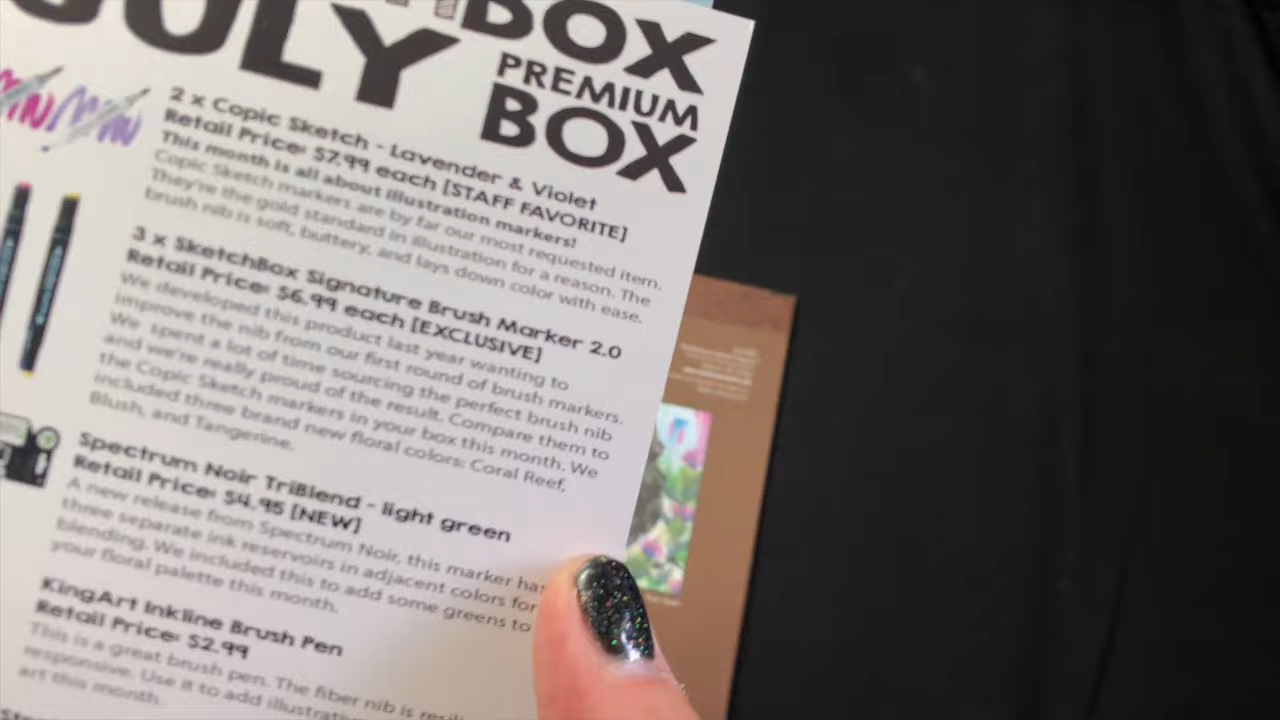 BOX
JULY
PREMIUM
BOX
2 x Copic Sketch - Lavender & Violet
Retail Price: $7.99 each [STAFF FAVORITE]
This month is all about illustration markers!
Copic Sketch markers are by far our most requested item.
They're the gold standard in illustration for a reason. The
brush nib is soft, buttery, and lays down color with ease.
3 x SketchBox Signature Brush Marker 2.0
Retail Price: $6.99 each [EXCLUSIVE]
We developed this product last year wanting to
improve the nib from our first round of brush markers.
We spent a lot of time sourcing the perfect brush nib
and we're really proud of the result. Compare them to
the Copic Sketch markers in your box this month. We
included three brand new floral colors: Coral Reef,
Blush, and Tangerine.
Spectrum Noir TriBlend - light green
Retail Price: $4.95 [NEW]
A new release from Spectrum Noir, this marker has
three separate ink reservoirs in adjacent colors for
blending. We included this to add some greens to
your floral palette this month.
KingArt Inkline Brush Pen
Retail Price: $2.99
This is a great brush pen. The fiber nib is
responsive. Use it to add
art this month.